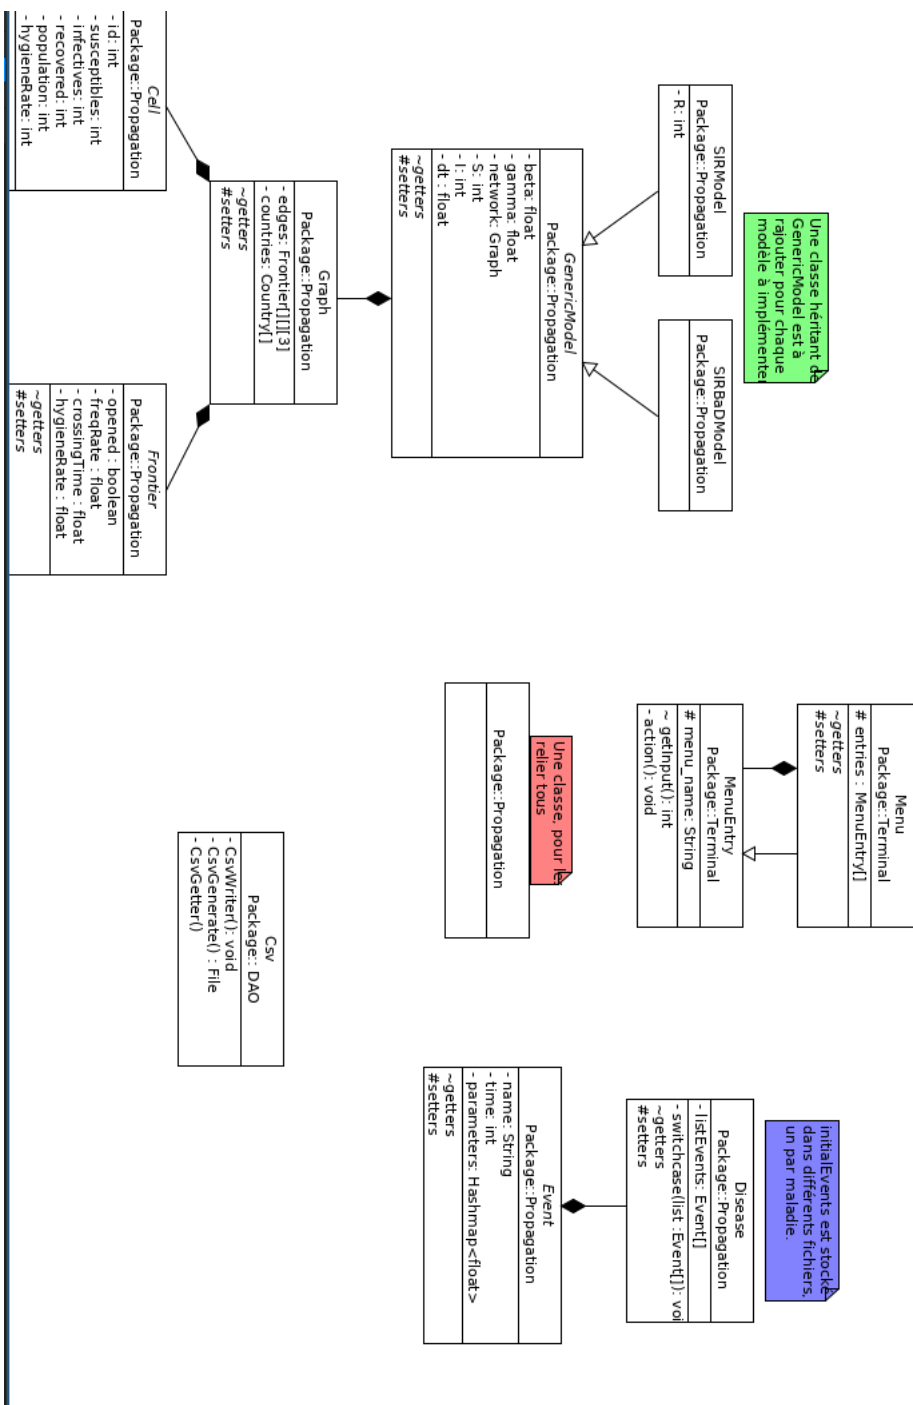 Une classe héritant de
GenericModel est à
rajouter pour chaque
modèle à implémenter
SIRModel
Package::Propagation
- R: int
SIRBaDModel
Package::Propagation
GenericModel
Package::Propagation
- beta: float
- gamma: float
- network: Graph
- S: int
- I: int
- dt : float
~getters
#setters
Graph
Package::Propagation
- edges: Frontier[][][3]
- countries: Country[]
~getters
#setters
Cell
Package::Propagation
- id: int
- susceptibles: int
- infectives: int
- recovered: int
- population: int
- hygieneRate: int
Frontier
Package::Propagation
- opened : boolean
- freqRate : float
- crossingTime : float
- hygieneRate : float
~getters
#setters
Menu
Package::Terminal
# entries : MenuEntry[]
~getters
#setters
MenuEntry
Package::Terminal
# menu_name: String
~ getInput(): int
- action(): void
Une classe, pour les
relier tous
Package::Propagation
Csv
Package:: DAO
- CsvWriter(): void
- CsvGenerate() : File
- CsvGetter()
initialEvents est stocké
dans différents fichiers,
un par maladie.
Disease
Package::Propagation
- listEvents: Event[]
- switchcase(list :Event[]): voi
~getters
#setters
Event
Package::Propagation
- name: String
- time: int
- parameters: Hashmap<float>
~getters
#setters